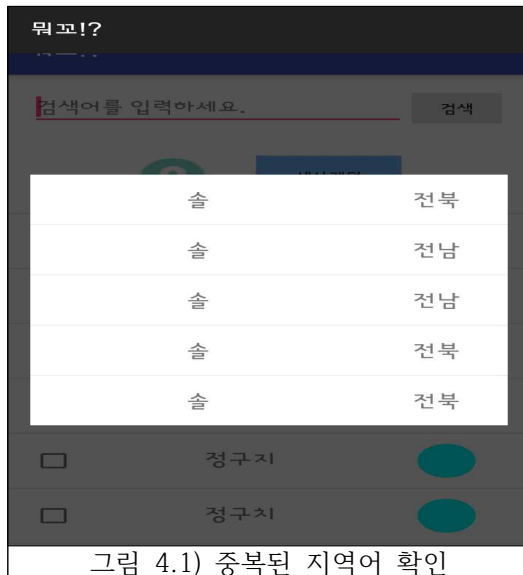 뭐꼬!?
검색어를 입력하세요.
검색
솔 전북
솔 전남
솔 전남
솔 전북
솔 전북
정구지
정구치
그림 4.1) 중복된 지역어 확인